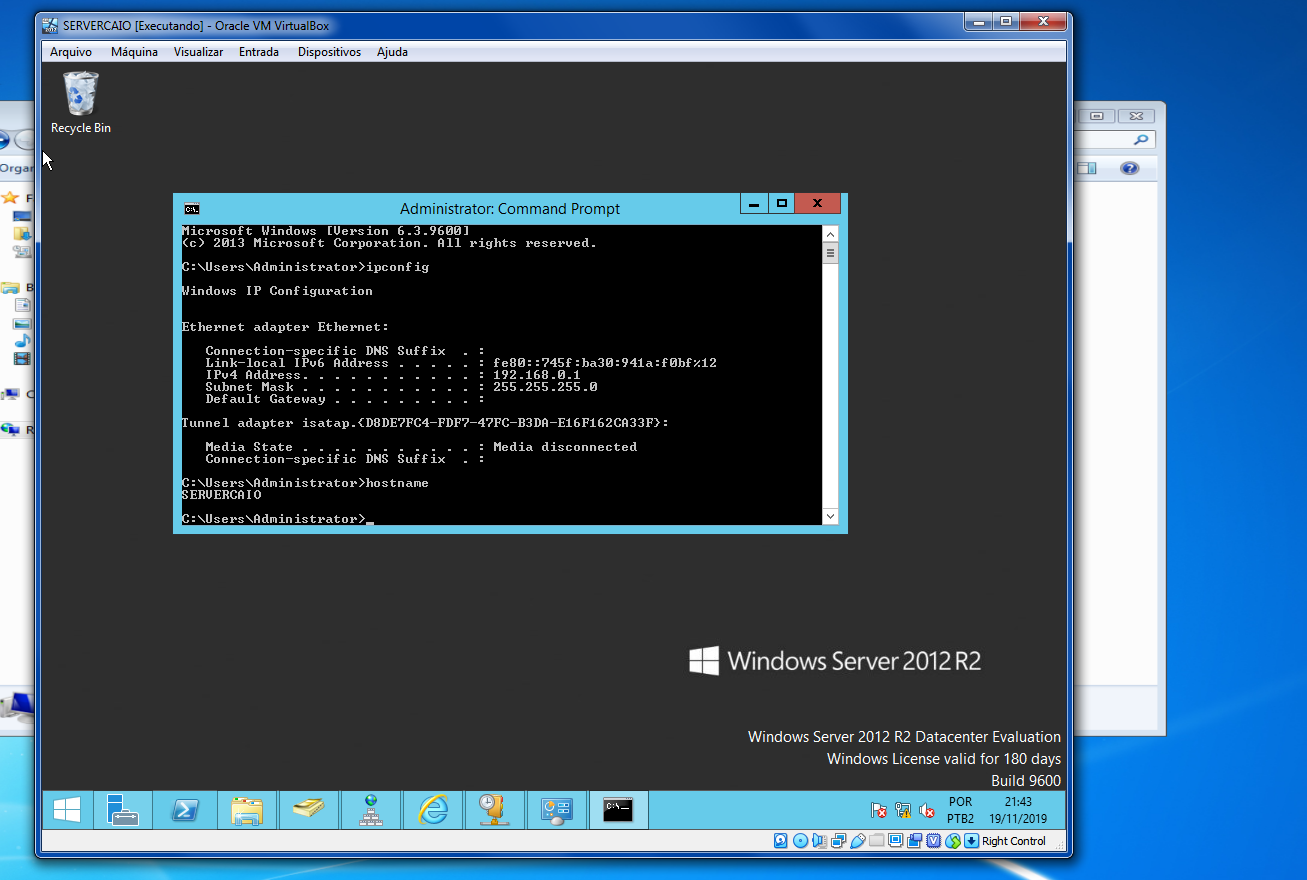 SERVERCAIO [Executando] - Oracle VM VirtualBox
Arquivo Máquina Visualizar Entrada Dispositivos Ajuda
Recycle Bin
Organ
Administrator: Command Prompt
Microsoft Windows [Version 6.3.9600]
(c) 2013 Microsoft Corporation. All rights reserved.
C:\Users\Administrator>ipconfig
Windows IP Configuration
Ethernet adapter Ethernet:
Connection-specific DNS Suffix . :
Link-local IPv6 Address . . . . . : fe80::745f:ba30:941a:f0bf%12
IPv4 Address. . . . . . . . . . . : 192.168.0.1
Subnet Mask . . . . . . . . . . . : 255.255.255.0
Default Gateway . . . . . . . . . :
Tunnel adapter isatap.{D8DE7FC4-FDF7-47FC-B3DA-E16F162CA33F}:
Media State . . . . . . . . . . . : Media disconnected
Connection-specific DNS Suffix . :
C:\Users\Administrator>hostname
SERVERCAIO
C:\Users\Administrator>_
Windows Server 2012 R2
Windows Server 2012 R2 Datacenter Evaluation
Windows License valid for 180 days
Build 9600
POR 21:43
PTB2 19/11/2019
Right Control